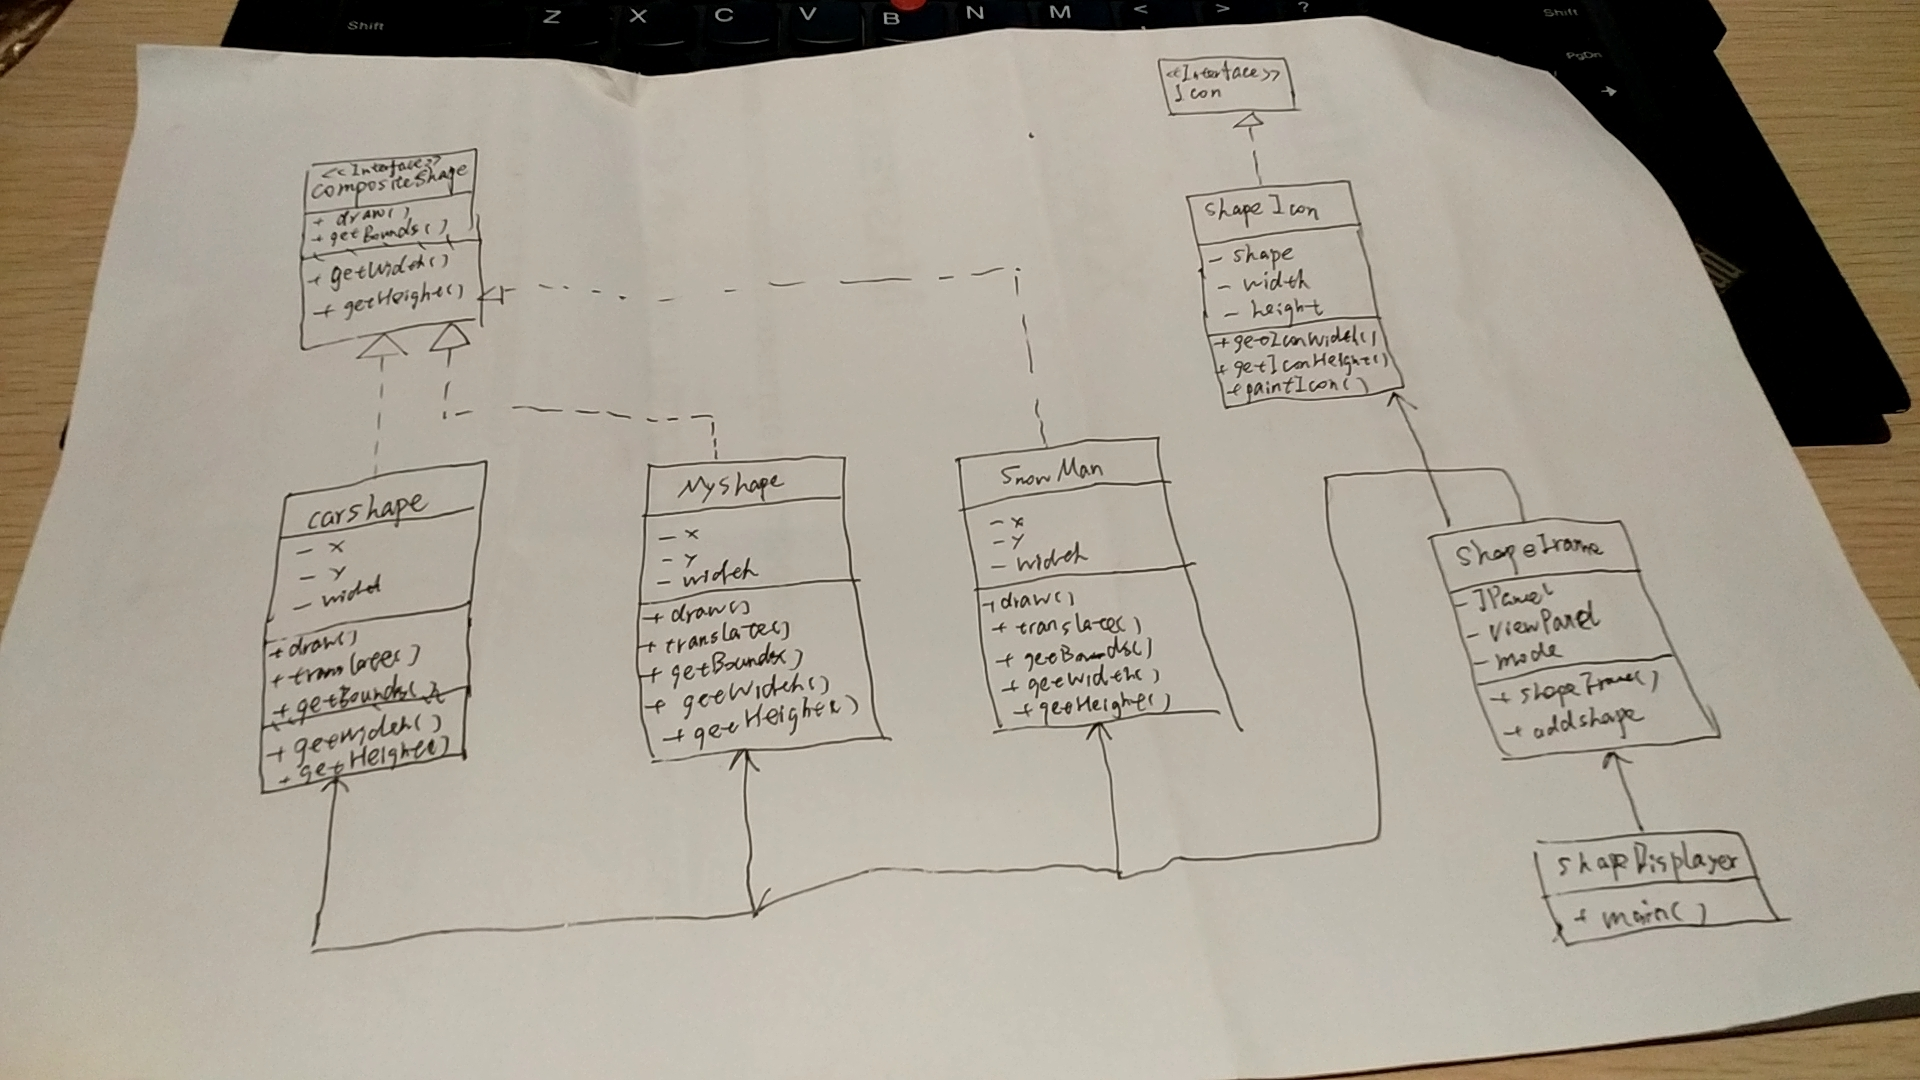 Shift
Z X C V B N M < > ?
Shift
PgDn
<<Interface>>
Icon
<<Interface>>
compositeShape
+ draw()
+ getBounds()
+ getWidth()
+ getHeight()
shapeIcon
- shape
- width
- height
+ getIconWidth()
+ getIconHeight()
+ paintIcon()
carshape
- x
- y
- widt
+ draw()
+ translate()
+ getBounds()
+ getwidth()
+ getHeight()
MyShape
- x
- y
- width
+ draw()
+ translate()
+ getBounds()
+ getWidth()
+ getHeight()
SnowMan
- x
- y
- width
+ draw()
+ translate()
+ getBounds()
+ getwidth()
+ getHeight()
ShapeFrame
- JPanel
- viewPanel
- mode
+ shapeFrame()
+ addshape
shapeDisplayer
+ main()